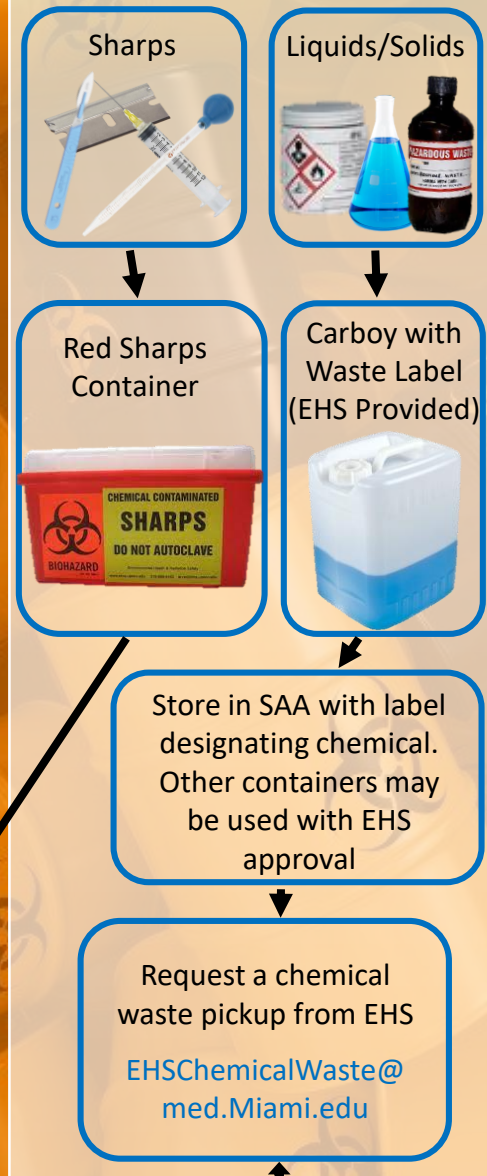 Sharps
Liquids/Solids
HAZARDOUS WASTE
Red Sharps
Container
CHEMICAL CONTAMINATED
SHARPS
DO NOT AUTOCLAVE
BIOHAZARD
Carboy with
Waste Label
(EHS Provided)
Store in SAA with label
designating chemical.
Other containers may
be used with EHS
approval
Request a chemical
waste pickup from EHS
EHSChemicalWaste@
med.Miami.edu